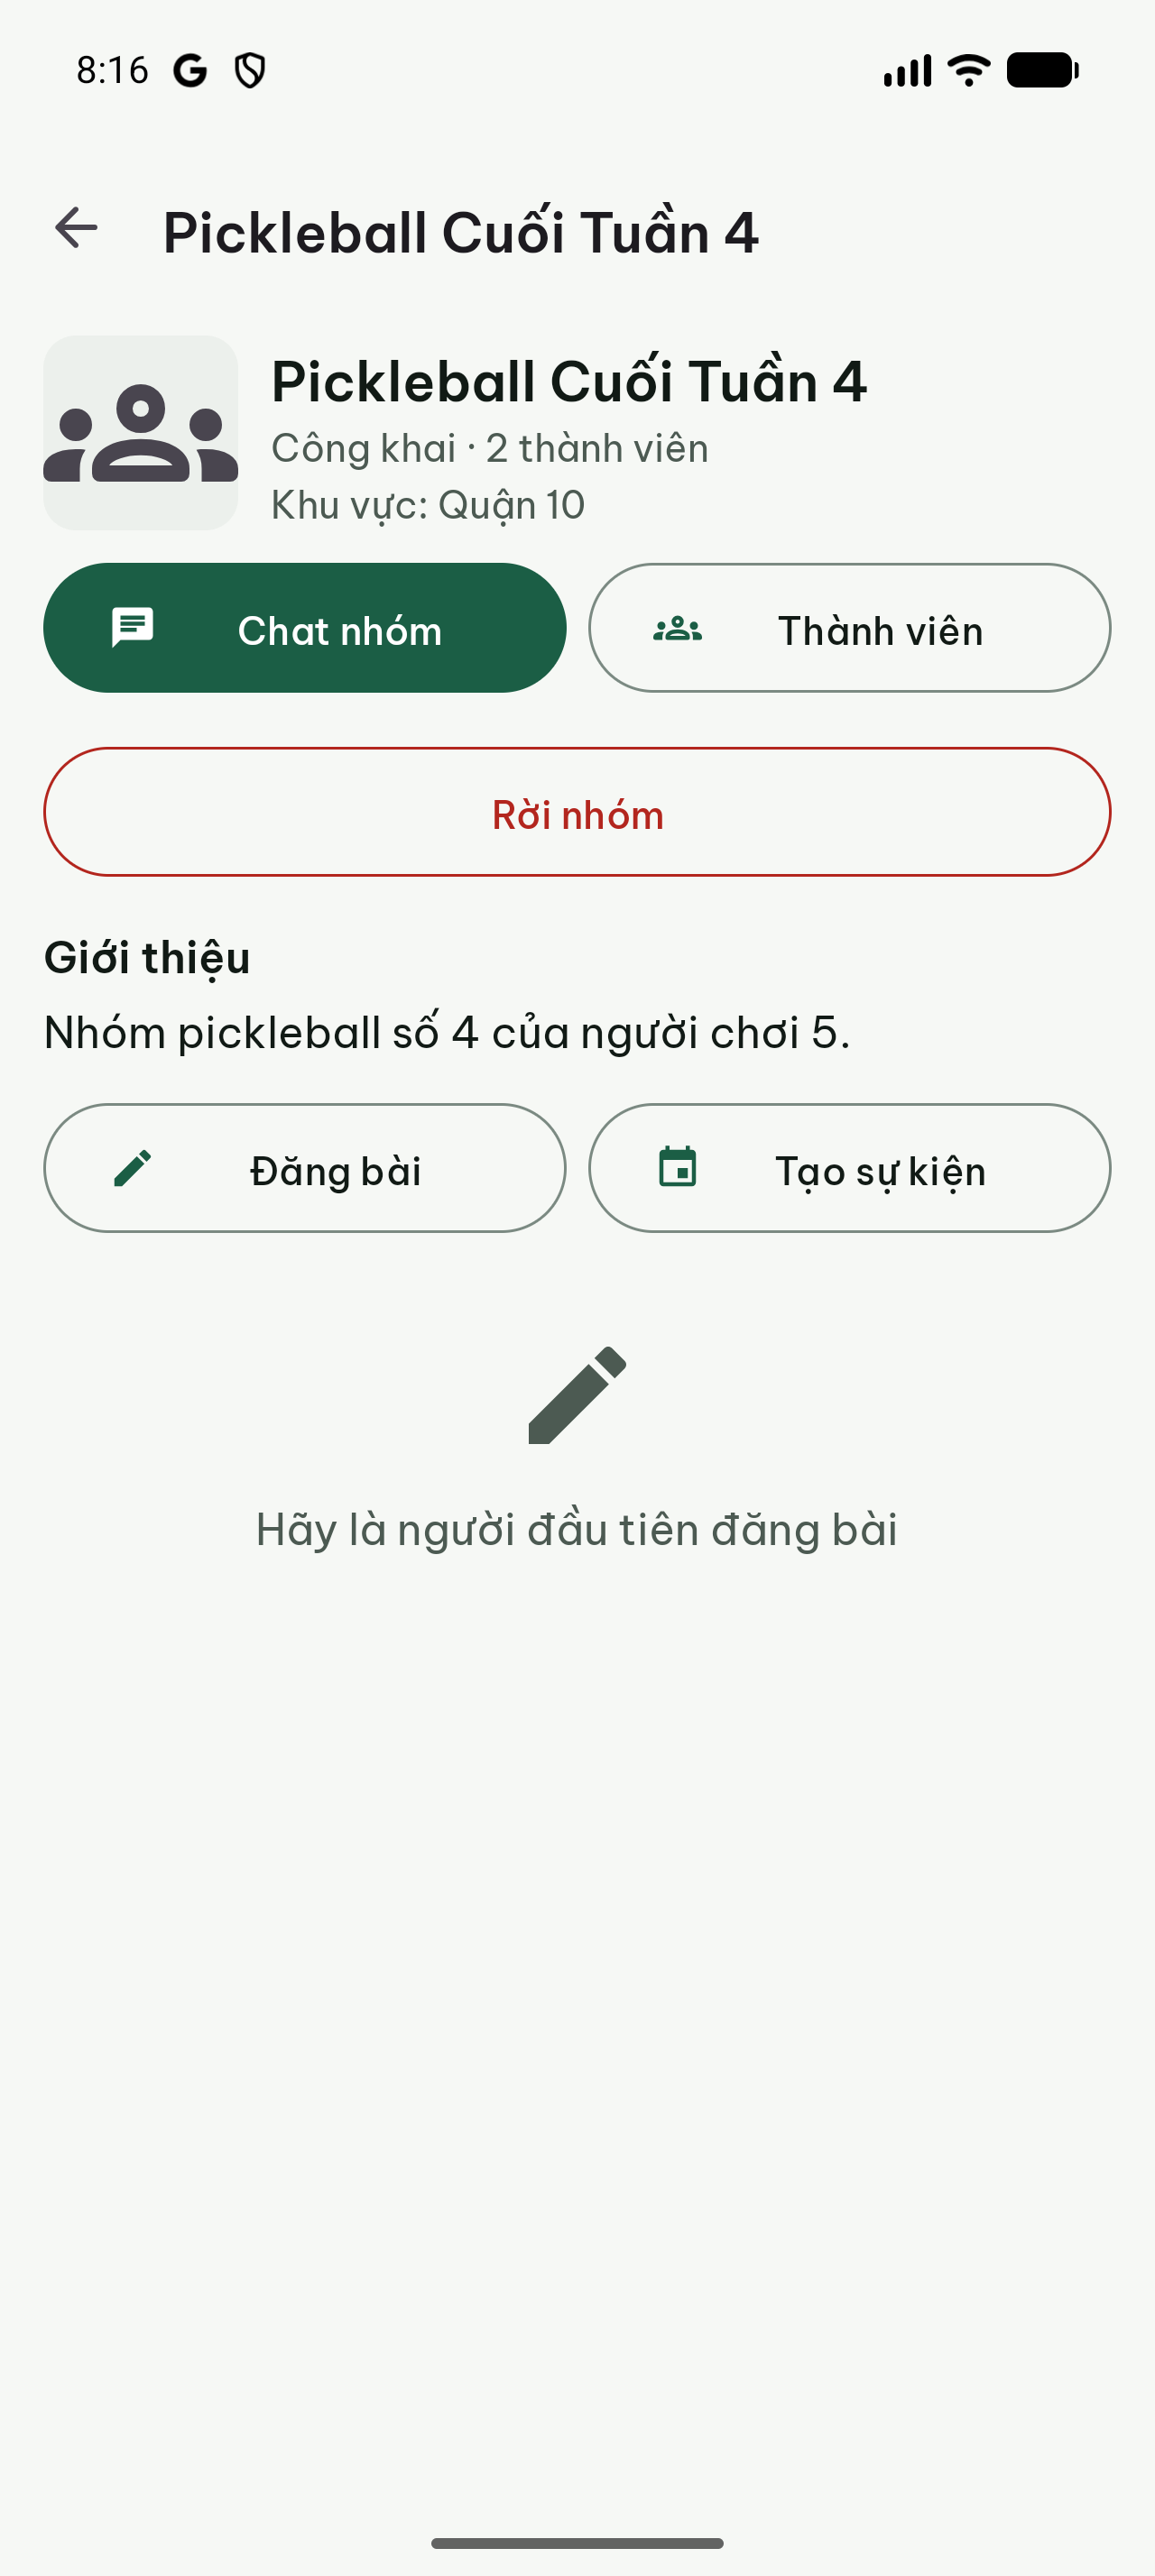 8:16
Pickleball Cuối Tuần 4
Pickleball Cuối Tuần 4
Công khai · 2 thành viên
Khu vực: Quận 10
Chat nhóm
Thành viên
Rời nhóm
Giới thiệu
Nhóm pickleball số 4 của người chơi 5.
Đăng bài
Tạo sự kiện
Hãy là người đầu tiên đăng bài